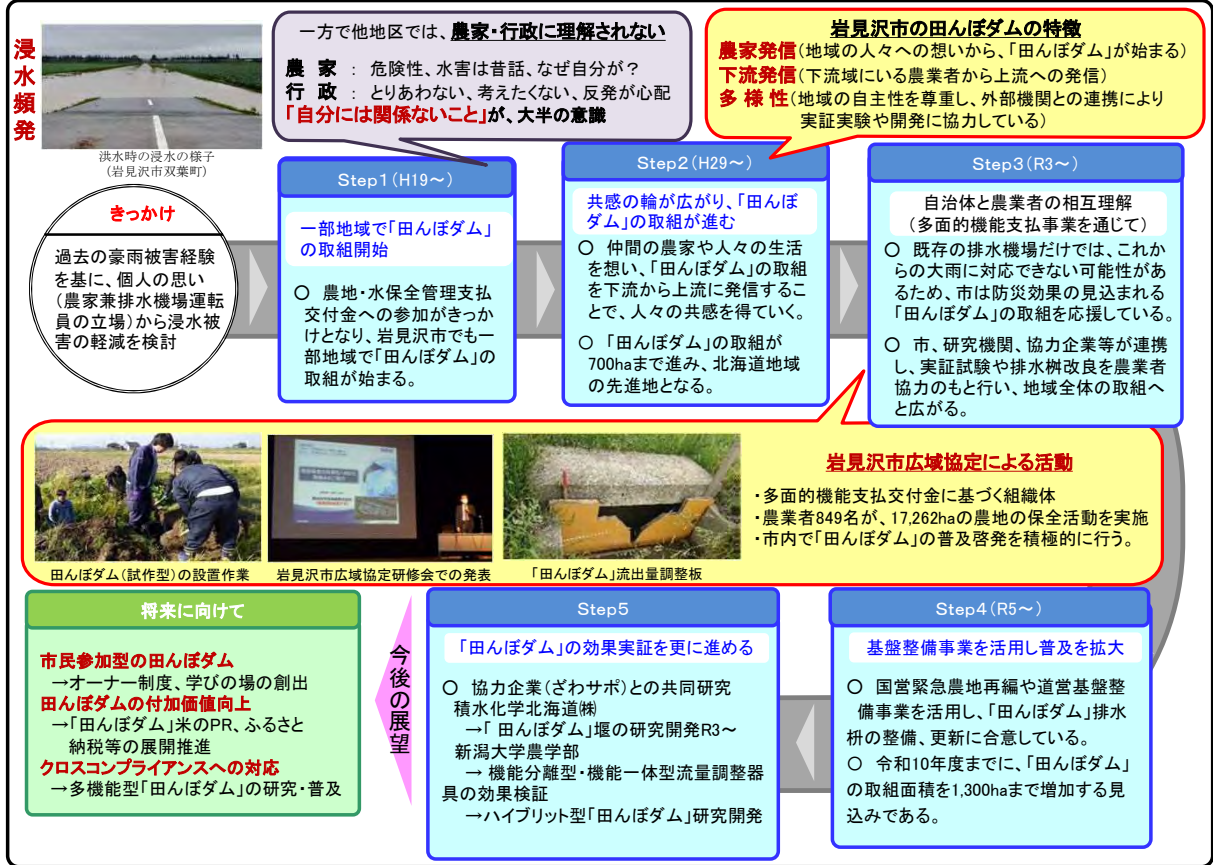 浸水頻発
洪水時の浸水の様子
(岩見沢市双葉町)
一方で他地区では、農家・行政に理解されない
農 家 : 危険性、水害は昔話、なぜ自分が？
行 政 : とりあわない、考えたくない、反発が心配
「自分には関係ないこと」が、大半の意識
岩見沢市の田んぼダムの特徴
農家発信(地域の人々への想いから、「田んぼダム」が始まる)
下流発信(下流域にいる農業者から上流への発信)
多 様 性(地域の自主性を尊重し、外部機関との連携により
実証実験や開発に協力している)
きっかけ
過去の豪雨被害経験
を基に、個人の思い
(農家兼排水機場運転
員の立場)から浸水被
害の軽減を検討
Step1(H19～)
一部地域で「田んぼダム」
の取組開始
○ 農地・水保全管理支払
交付金への参加がきっか
けとなり、岩見沢市でも一
部地域で「田んぼダム」の
取組が始まる。
Step2(H29～)
共感の輪が広がり、「田んぼ
ダム」の取組が進む
○ 仲間の農家や人々の生活
を想い、「田んぼダム」の取組
を下流から上流に発信するこ
とで、人々の共感を得ていく。
○ 「田んぼダム」の取組が
700haまで進み、北海道地域
の先進地となる。
Step3(R3～)
自治体と農業者の相互理解
(多面的機能支払事業を通じて)
○ 既存の排水機場だけでは、これか
らの大雨に対応できない可能性があ
るため、市は防災効果の見込まれる
「田んぼダム」の取組を応援している。
○ 市、研究機関、協力企業等が連携
し、実証試験や排水桝改良を農業者
協力のもと行い、地域全体の取組へ
と広がる。
田んぼダム(試作型)の設置作業
岩見沢市広域協定研修会での発表
「田んぼダム」流出量調整板
岩見沢市広域協定による活動
・多面的機能支払交付金に基づく組織体
・農業者849名が、17,262haの農地の保全活動を実施
・市内で「田んぼダム」の普及啓発を積極的に行う。
Step4(R5～)
基盤整備事業を活用し普及を拡大
○ 国営緊急農地再編や道営基盤整
備事業を活用し、「田んぼダム」排水
枡の整備、更新に合意している。
○ 令和10年度までに、「田んぼダム」
の取組面積を1,300haまで増加する見
込みである。
Step5
「田んぼダム」の効果実証を更に進める
○ 協力企業(ざわサポ)との共同研究
積水化学北海道㈱
→「 田んぼダム」堰の研究開発R3～
新潟大学農学部
→ 機能分離型・機能一体型流量調整器
具の効果検証
→ハイブリット型「田んぼダム」研究開発
今後の展望
将来に向けて
市民参加型の田んぼダム
→オーナー制度、学びの場の創出
田んぼダムの付加価値向上
→「田んぼダム」米のPR、ふるさと
納税等の展開推進
クロスコンプライアンスへの対応
→多機能型「田んぼダム」の研究・普及